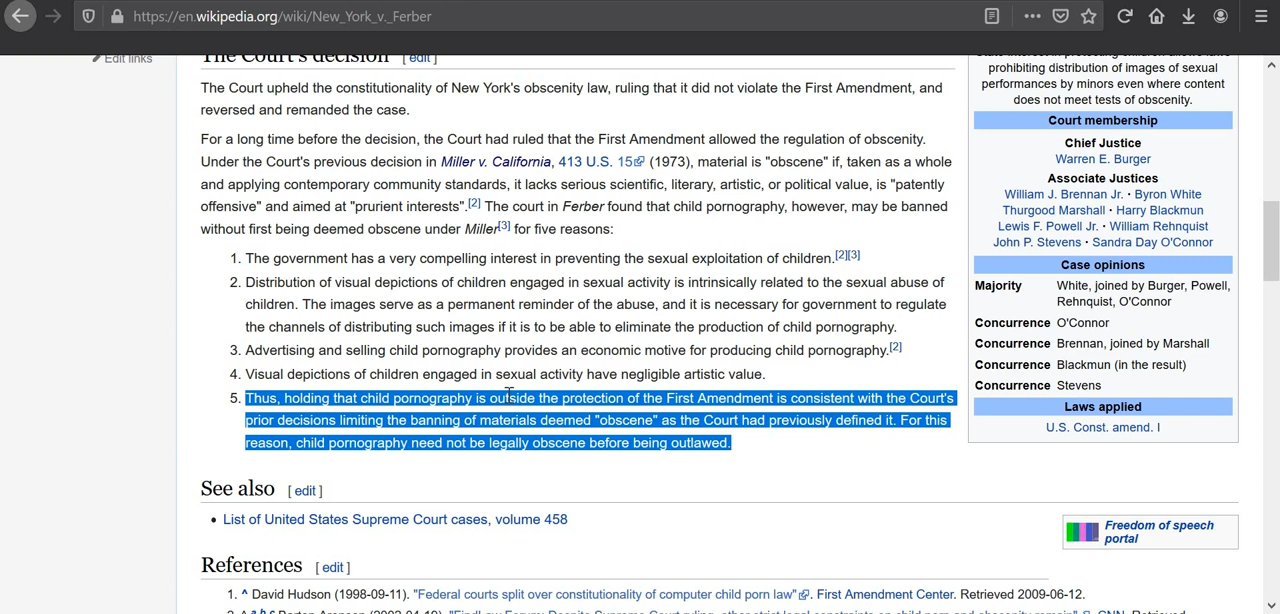 https://en.wikipedia.org/wiki/New_York_v._Ferber
Edit links
The Court's decision [ edit ]
The Court upheld the constitutionality of New York's obscenity law, ruling that it did not violate the First Amendment, and
reversed and remanded the case.
For a long time before the decision, the Court had ruled that the First Amendment allowed the regulation of obscenity.
Under the Court's previous decision in Miller v. California, 413 U.S. 15 (1973), material is "obscene" if, taken as a whole
and applying contemporary community standards, it lacks serious scientific, literary, artistic, or political value, is "patently
offensive" and aimed at "prurient interests".[2] The court in Ferber found that child pornography, however, may be banned
without first being deemed obscene under Miller[3] for five reasons:
1. The government has a very compelling interest in preventing the sexual exploitation of children.[2][3]
2. Distribution of visual depictions of children engaged in sexual activity is intrinsically related to the sexual abuse of
children. The images serve as a permanent reminder of the abuse, and it is necessary for government to regulate
the channels of distributing such images if it is to be able to eliminate the production of child pornography.
3. Advertising and selling child pornography provides an economic motive for producing child pornography.[2]
4. Visual depictions of children engaged in sexual activity have negligible artistic value.
5. Thus, holding that child pornography is outside the protection of the First Amendment is consistent with the Court's
prior decisions limiting the banning of materials deemed "obscene" as the Court had previously defined it. For this
reason, child pornography need not be legally obscene before being outlawed.
See also [ edit ]
• List of United States Supreme Court cases, volume 458
References [ edit ]
1. ^ David Hudson (1998-09-11). "Federal courts split over constitutionality of computer child porn law". First Amendment Center. Retrieved 2009-06-12.
prohibiting distribution of images of sexual
performances by minors even where content
does not meet tests of obscenity.
Court membership
Chief Justice
Warren E. Burger
Associate Justices
William J. Brennan Jr. · Byron White
Thurgood Marshall · Harry Blackmun
Lewis F. Powell Jr. · William Rehnquist
John P. Stevens · Sandra Day O'Connor
Case opinions
Majority White, joined by Burger, Powell,
Rehnquist, O'Connor
Concurrence O'Connor
Concurrence Brennan, joined by Marshall
Concurrence Blackmun (in the result)
Concurrence Stevens
Laws applied
U.S. Const. amend. I
Freedom of speech
portal